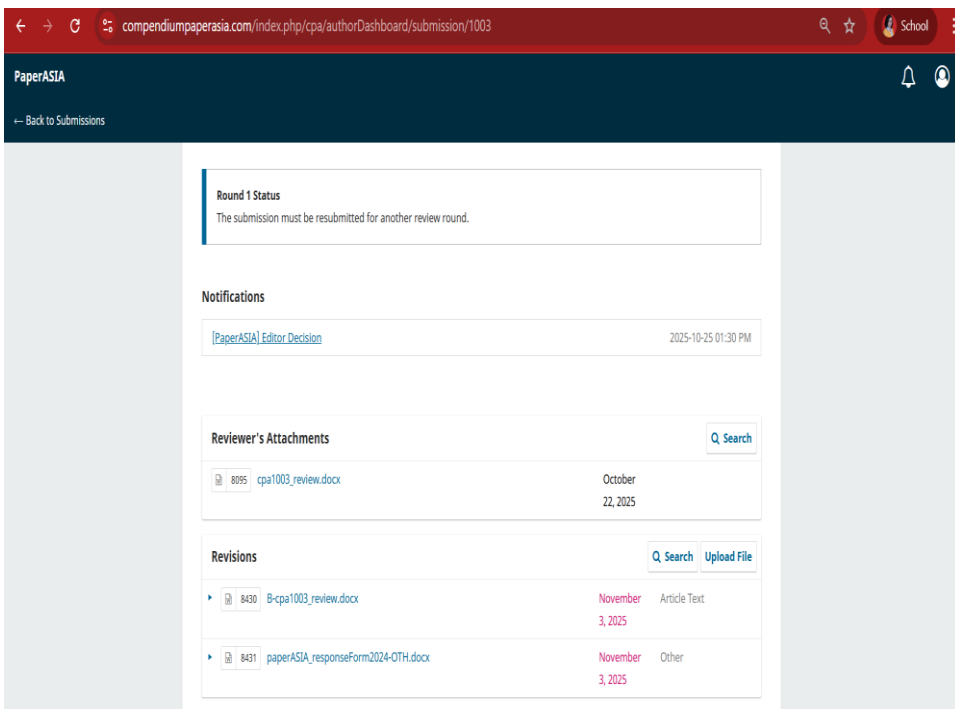 compendiumpaperasia.com/index.php/cpa/authorDashboard/submission/1003
School
PaperASIA
← Back to Submissions
Round 1 Status
The submission must be resubmitted for another review round.
Notifications
[PaperASIA] Editor Decision 2025-10-25 01:30 PM
Reviewer's Attachments Search
8095 cpa1003_review.docx October
22, 2025
Revisions Search Upload File
8430 B-cpa1003_review.docx November Article Text
3, 2025
8431 paperASIA_responseForm2024-OTH.docx November Other
3, 2025